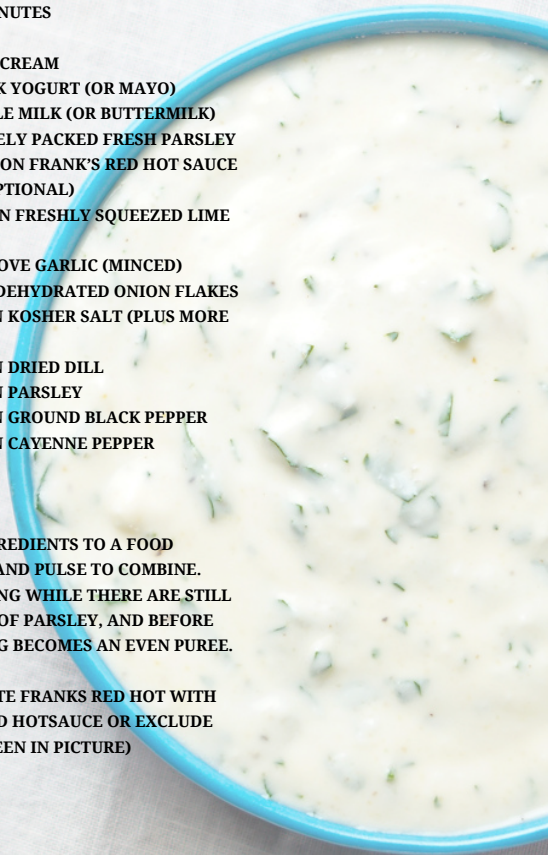 NUTES
CREAM
K YOGURT (OR MAYO)
LE MILK (OR BUTTERMILK)
ELY PACKED FRESH PARSLEY
ON FRANK’S RED HOT SAUCE
PTIONAL)
N FRESHLY SQUEEZED LIME
OVE GARLIC (MINCED)
DEHYDRATED ONION FLAKES
N KOSHER SALT (PLUS MORE
N DRIED DILL
N PARSLEY
N GROUND BLACK PEPPER
N CAYENNE PEPPER
REDIENTS TO A FOOD
AND PULSE TO COMBINE.
NG WHILE THERE ARE STILL
OF PARSLEY, AND BEFORE
G BECOMES AN EVEN PUREE.
TE FRANKS RED HOT WITH
D HOTSAUCE OR EXCLUDE
EEN IN PICTURE)